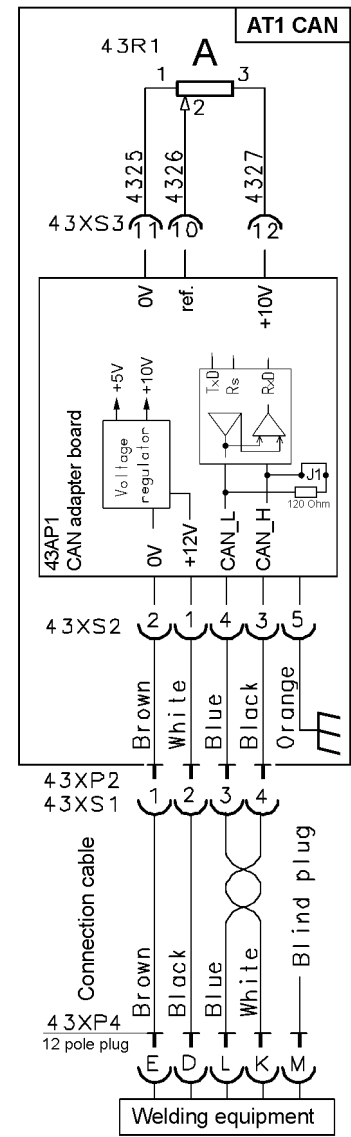 AT1 CAN
43R1
A
1 3
2
4325 4326 4327
43XS3 11 10 12
0V ref. +10V
+5V +10V
TxD Rs RxD
Voltage regulator
J1
120 Ohm
43AP1
CAN adapter board
0V +12V CAN_L CAN_H
43XS2 2 1 4 3 5
Brown White Blue Black Orange
43XP2
43XS1 1 2 3 4
Connection cable
Brown Black Blue White Blind plug
43XP4
12 pole plug
E D L K M
Welding equipment